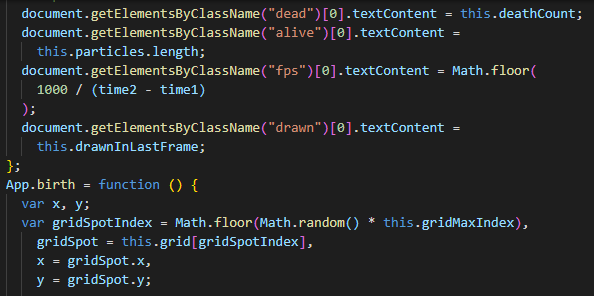 document.getElementsByClassName("dead")[0].textContent = this.deathCount;
document.getElementsByClassName("alive")[0].textContent =
this.particles.length;
document.getElementsByClassName("fps")[0].textContent = Math.floor(
1000 / (time2 - time1)
);
document.getElementsByClassName("drawn")[0].textContent =
this.drawnInLastFrame;
};
App.birth = function () {
var x, y;
var gridSpotIndex = Math.floor(Math.random() * this.gridMaxIndex),
gridSpot = this.grid[gridSpotIndex],
x = gridSpot.x,
y = gridSpot.y;